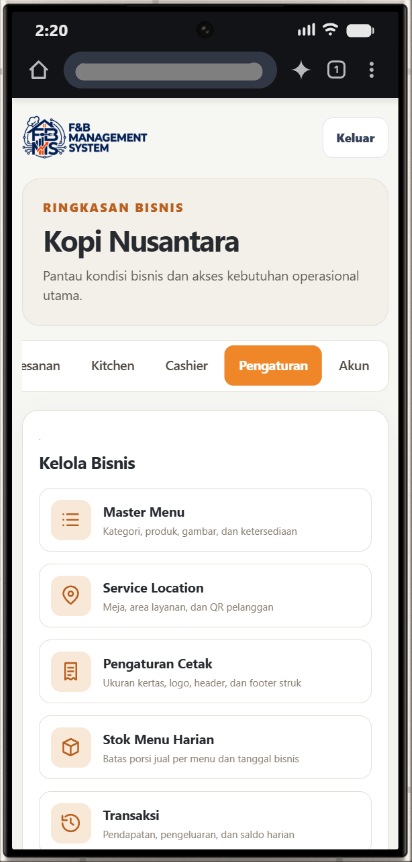 2:20
1
FBMS
F&B
MANAGEMENT
SYSTEM
Keluar
RINGKASAN BISNIS
Kopi Nusantara
Pantau kondisi bisnis dan akses kebutuhan operasional
utama.
esanan Kitchen Cashier Pengaturan Akun
Kelola Bisnis
Master Menu
Kategori, produk, gambar, dan ketersediaan
Service Location
Meja, area layanan, dan QR pelanggan
Pengaturan Cetak
Ukuran kertas, logo, header, dan footer struk
Stok Menu Harian
Batas porsi jual per menu dan tanggal bisnis
Transaksi
Pendapatan, pengeluaran, dan saldo harian